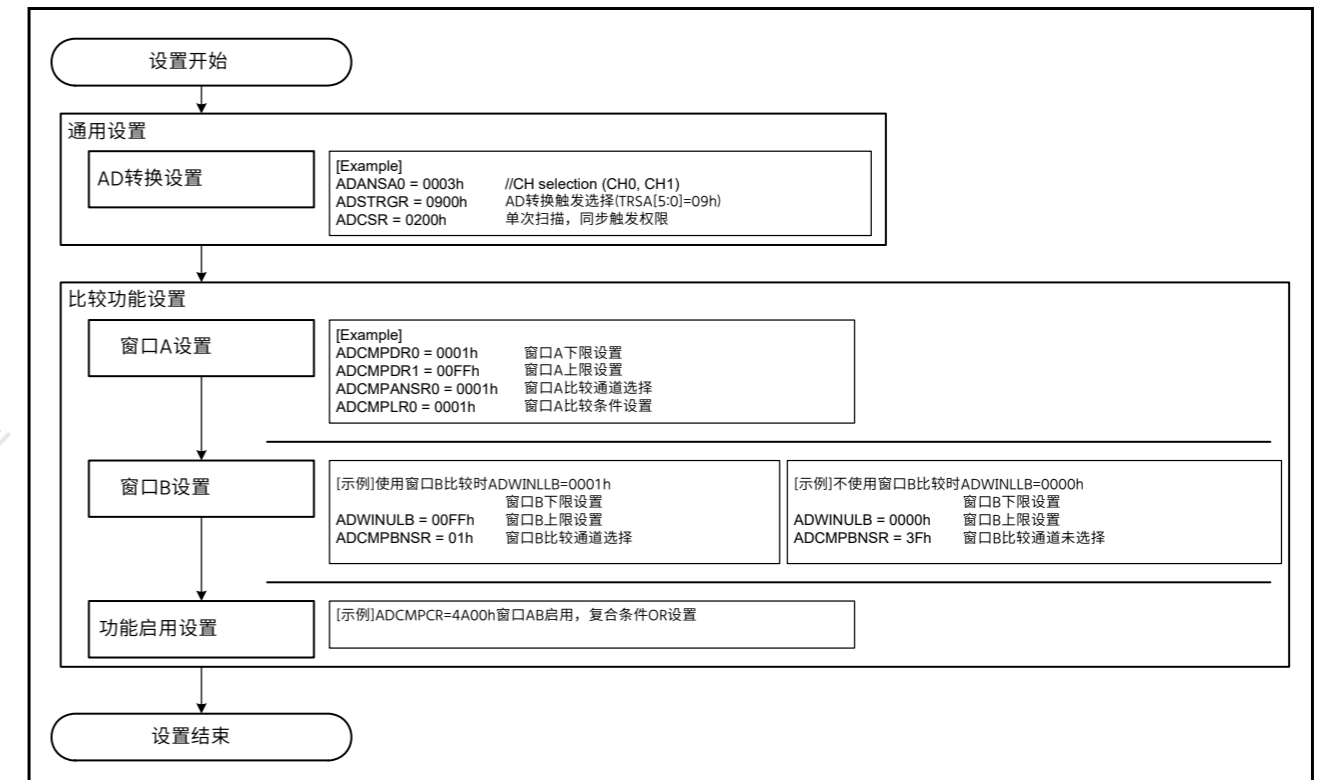 设置开始
通用设置
AD转换设置
[Example]
ADANSA0 = 0003h //CH selection (CH0, CH1)
ADSTRGR = 0900h AD转换触发选择(TRSA[5:0]=09h)
ADCSR = 0200h 单次扫描，同步触发权限
比较功能设置
窗口A设置
[Example]
ADCMPDR0 = 0001h 窗口A下限设置
ADCMPDR1 = 00FFh 窗口A上限设置
ADCMPANSR0 = 0001h 窗口A比较通道选择
ADCMPLR0 = 0001h 窗口A比较条件设置
窗口B设置
[示例]使用窗口B比较时ADWINLLB=0001h
窗口B下限设置
ADWINULB = 00FFh 窗口B上限设置
ADCMPBNSR = 01h 窗口B比较通道选择
[示例]不使用窗口B比较时ADWINLLB=0000h
窗口B下限设置
ADWINULB = 0000h 窗口B上限设置
ADCMPBNSR = 3Fh 窗口B比较通道未选择
功能启用设置
[示例]ADCMPCR=4A00h窗口AB启用，复合条件OR设置
设置结束